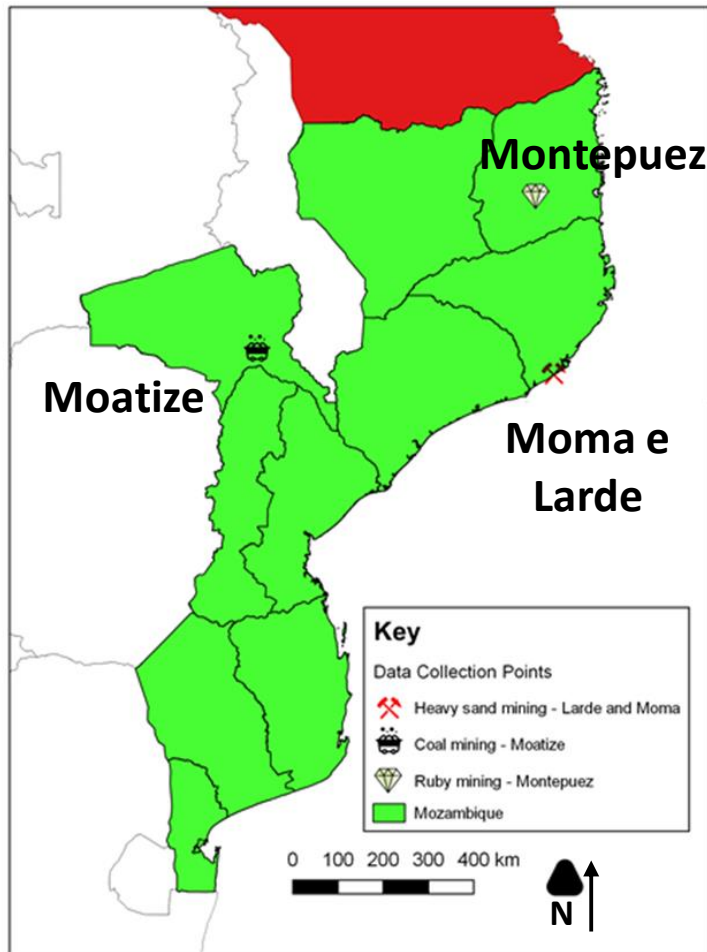 Montepuez
Moatize
Moma e
Larde
Key
Data Collection Points
Heavy sand mining - Larde and Moma
Coal mining - Moatize
Ruby mining - Montepuez
Mozambique
0 100 200 300 400 km
N